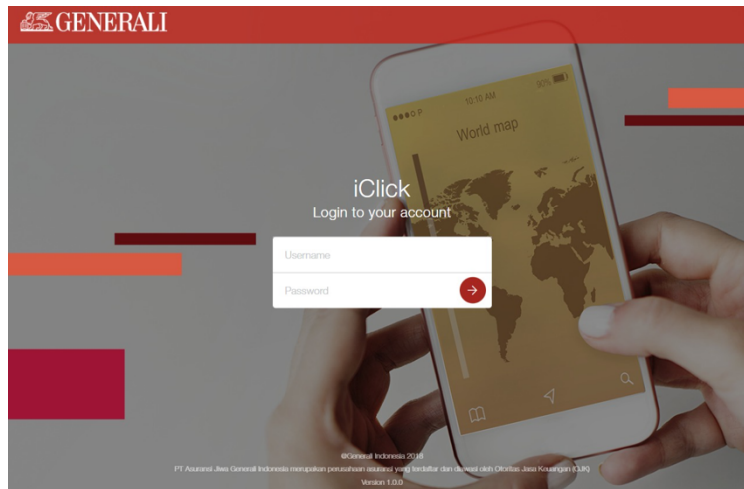 GENERALI
90%
10:10 AM
World map
iClick
Login to your account
Username
Password
@Generali Indonesia 2018
PT Asuransi Jiwa Generali Indonesia merupakan perusahaan asuransi yang terdaftar dan diawasi oleh Otoritas Jasa Keuangan (OJK)
Version 1.0.0